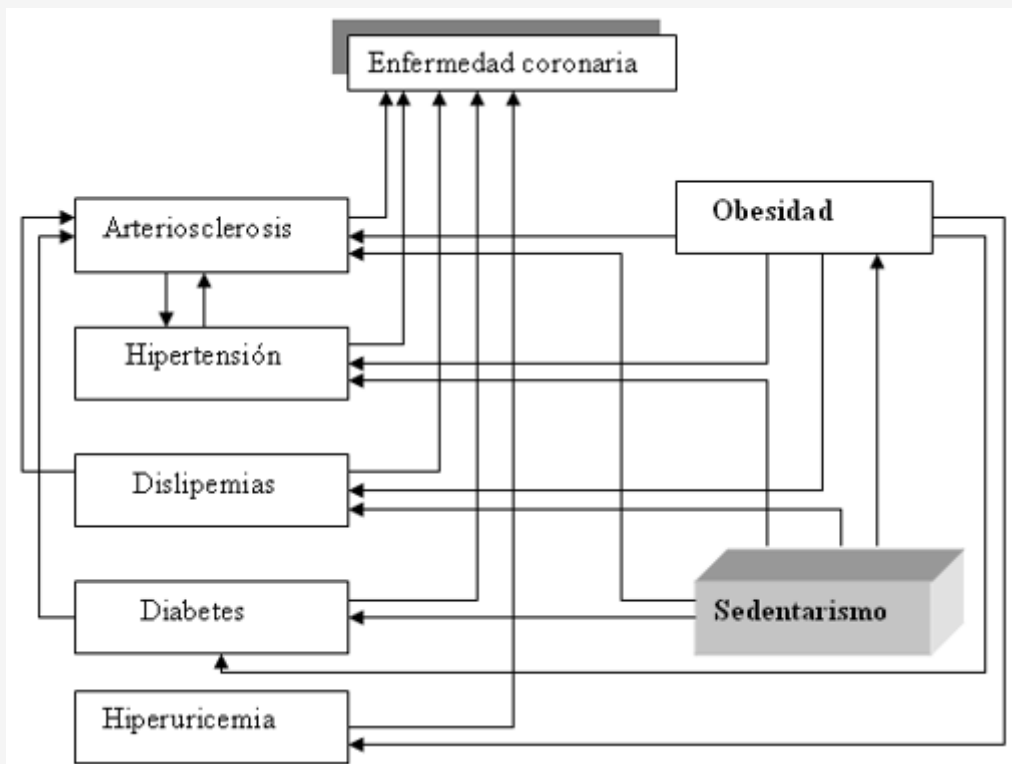 Enfermedad coronaria
Arteriosclerosis
Obesidad
Hipertensión
Dislipemias
Diabetes
Sedentarismo
Hiperuricemia